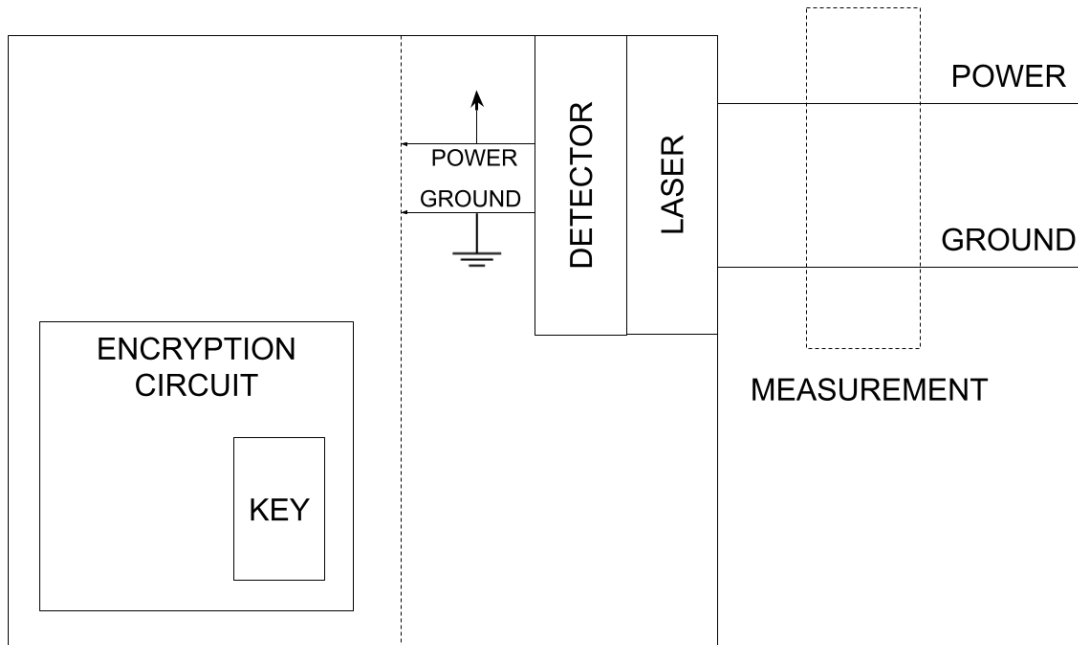 POWER
POWER
GROUND
DETECTOR
LASER
GROUND
ENCRYPTION
CIRCUIT
KEY
MEASUREMENT